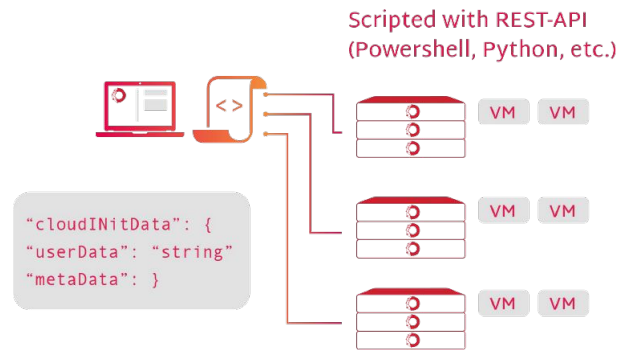 Scripted with REST-API
(Powershell, Python, etc.)
< >
VM VM
“cloudINitData”: {
“userData”: “string”
“metaData”: }
VM VM
VM VM